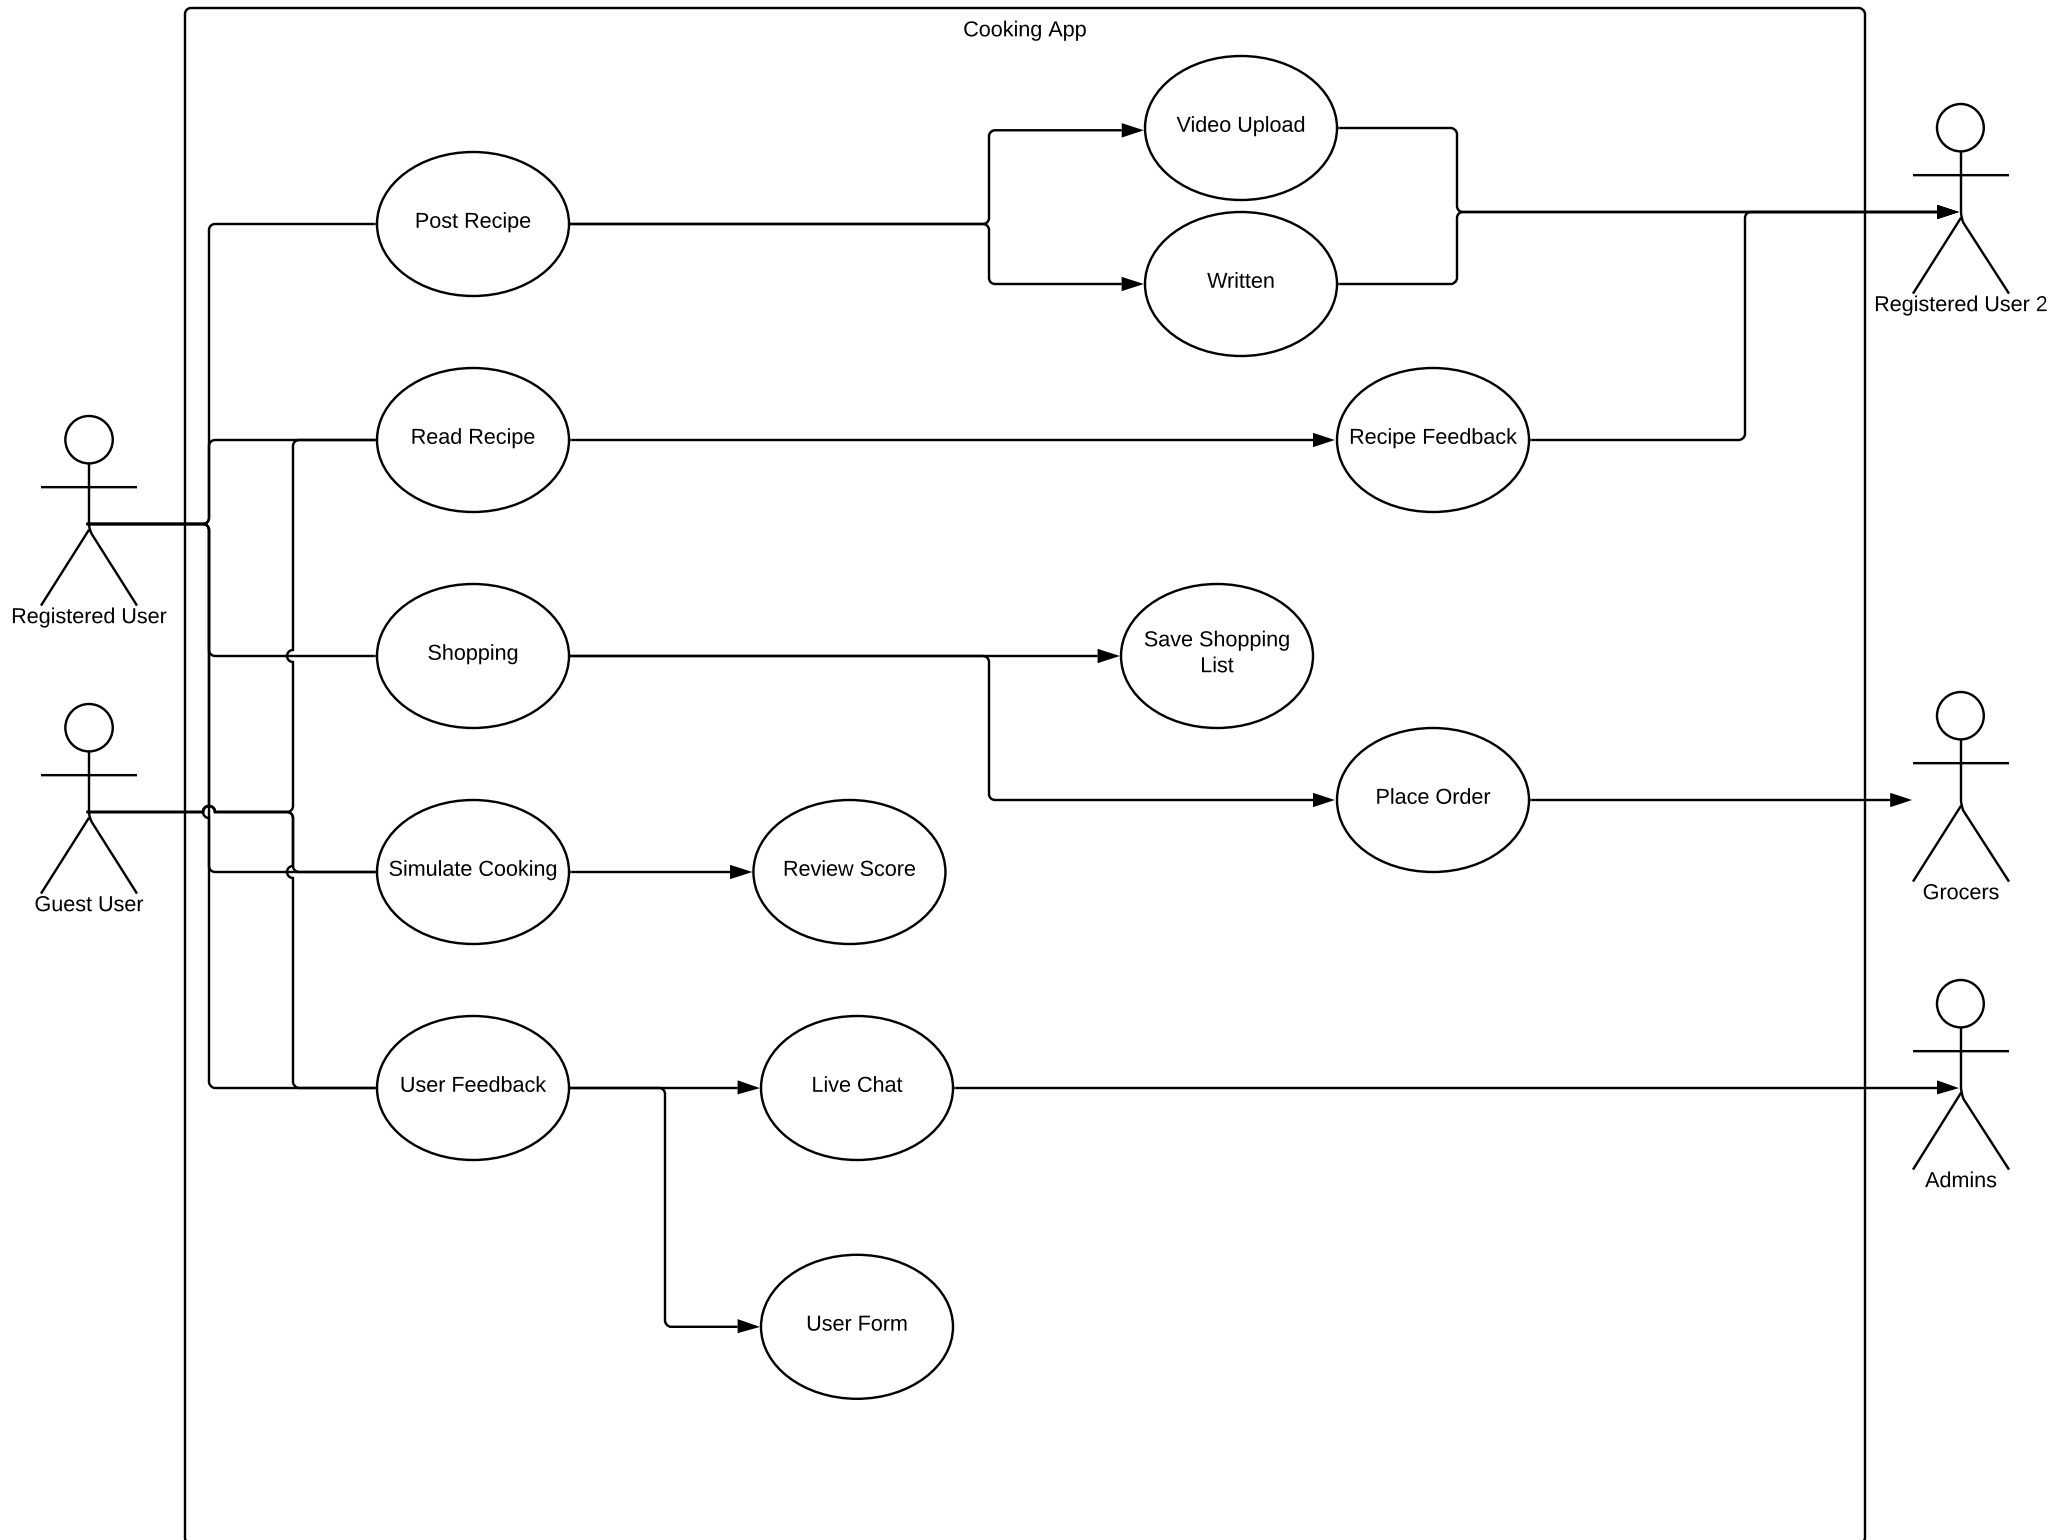 Cooking App
Video Upload
Post Recipe
Written
Registered User 2
Read Recipe
Recipe Feedback
Registered User
Shopping
Save Shopping
List
Place Order
Simulate Cooking
Review Score
Grocers
Guest User
User Feedback
Live Chat
Admins
User Form